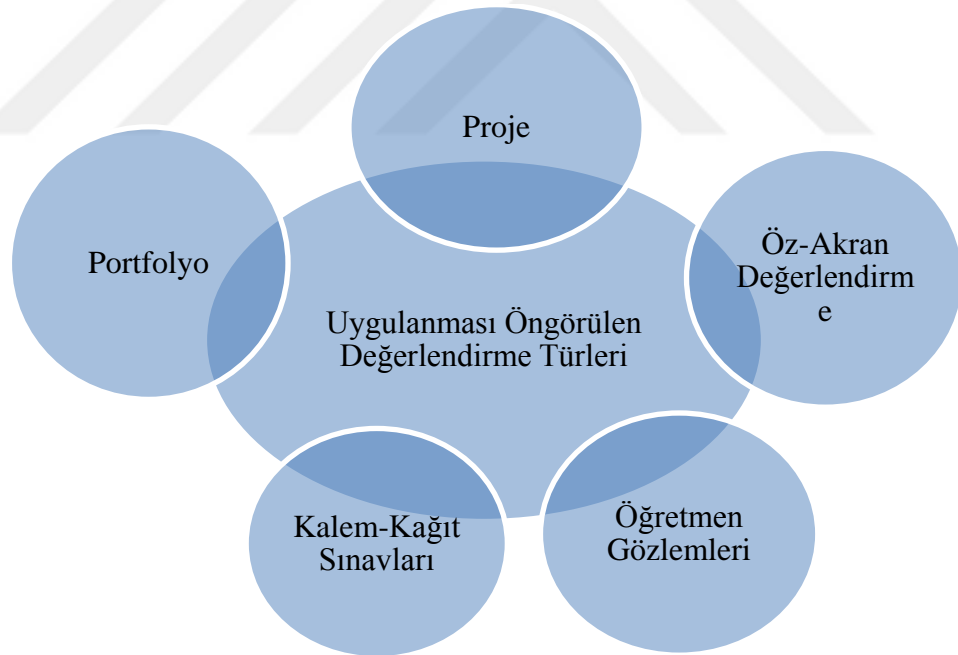 Proje
Portfolyo
Öz-Akran
Değerlendirm
e
Uygulanması Öngörülen
Değerlendirme Türleri
Kalem-Kağıt
Sınavları
Öğretmen
Gözlemleri